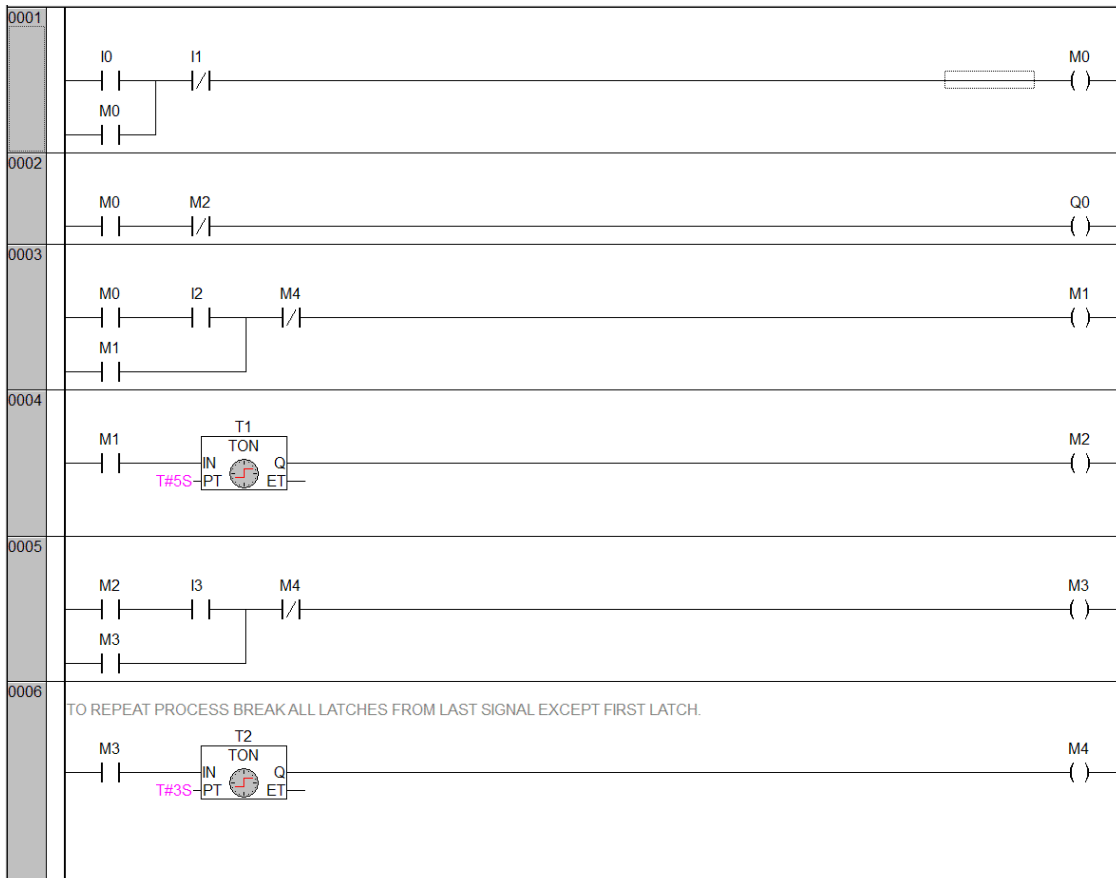 0001
I0 I1 M0
M0
0002
M0 M2 Q0
0003
M0 I2 M4 M1
M1
0004
T1
M1 TON M2
IN Q
T#5S PT ET
0005
M2 I3 M4 M3
M3
0006
TO REPEAT PROCESS BREAK ALL LATCHES FROM LAST SIGNAL EXCEPT FIRST LATCH.
T2
M3 TON M4
IN Q
T#3S PT ET